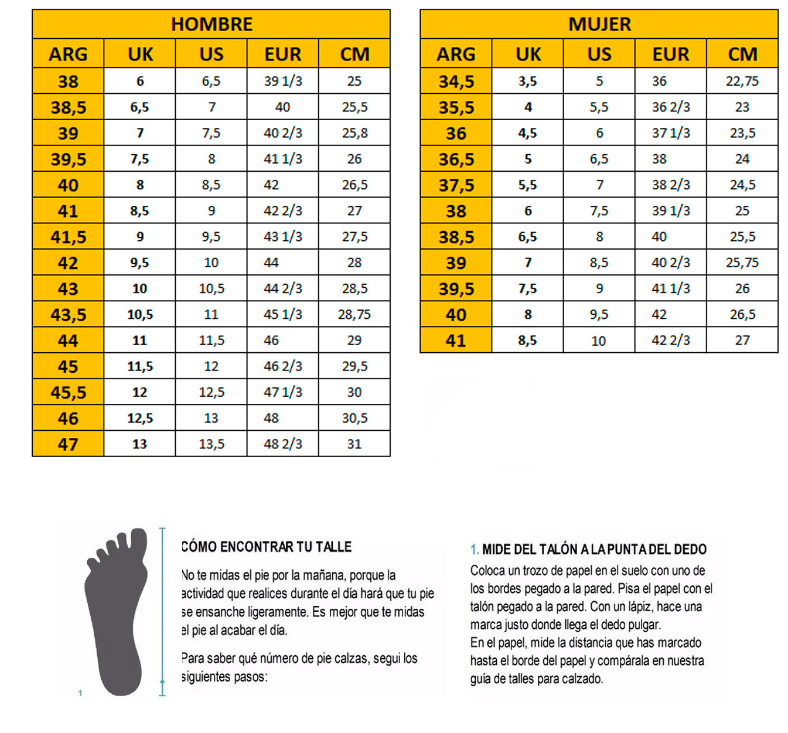 HOMBRE
ARG UK US EUR CM
38 6 6,5 39 1/3 25
38,5 6,5 7 40 25,5
39 7 7,5 40 2/3 25,8
39,5 7,5 8 41 1/3 26
40 8 8,5 42 26,5
41 8,5 9 42 2/3 27
41,5 9 9,5 43 1/3 27,5
42 9,5 10 44 28
43 10 10,5 44 2/3 28,5
43,5 10,5 11 45 1/3 28,75
44 11 11,5 46 29
45 11,5 12 46 2/3 29,5
45,5 12 12,5 47 1/3 30
46 12,5 13 48 30,5
47 13 13,5 48 2/3 31
MUJER
ARG UK US EUR CM
34,5 3,5 5 36 22,75
35,5 4 5,5 36 2/3 23
36 4,5 6 37 1/3 23,5
36,5 5 6,5 38 24
37,5 5,5 7 38 2/3 24,5
38 6 7,5 39 1/3 25
38,5 6,5 8 40 25,5
39 7 8,5 40 2/3 25,75
39,5 7,5 9 41 1/3 26
40 8 9,5 42 26,5
41 8,5 10 42 2/3 27
1
CÓMO ENCONTRAR TU TALLE
No te midas el pie por la mañana, porque la
actividad que realices durante el día hará que tu pie
se ensanche ligeramente. Es mejor que te midas
el pie al acabar el día.
Para saber qué número de pie calzas, segui los
siguientes pasos:
1. MIDE DEL TALÓN A LA PUNTA DEL DEDO
Coloca un trozo de papel en el suelo con uno de
los bordes pegado a la pared. Pisa el papel con el
talón pegado a la pared. Con un lápiz, hace una
marca justo donde llega el dedo pulgar.
En el papel, mide la distancia que has marcado
hasta el borde del papel y compárala en nuestra
guía de talles para calzado.